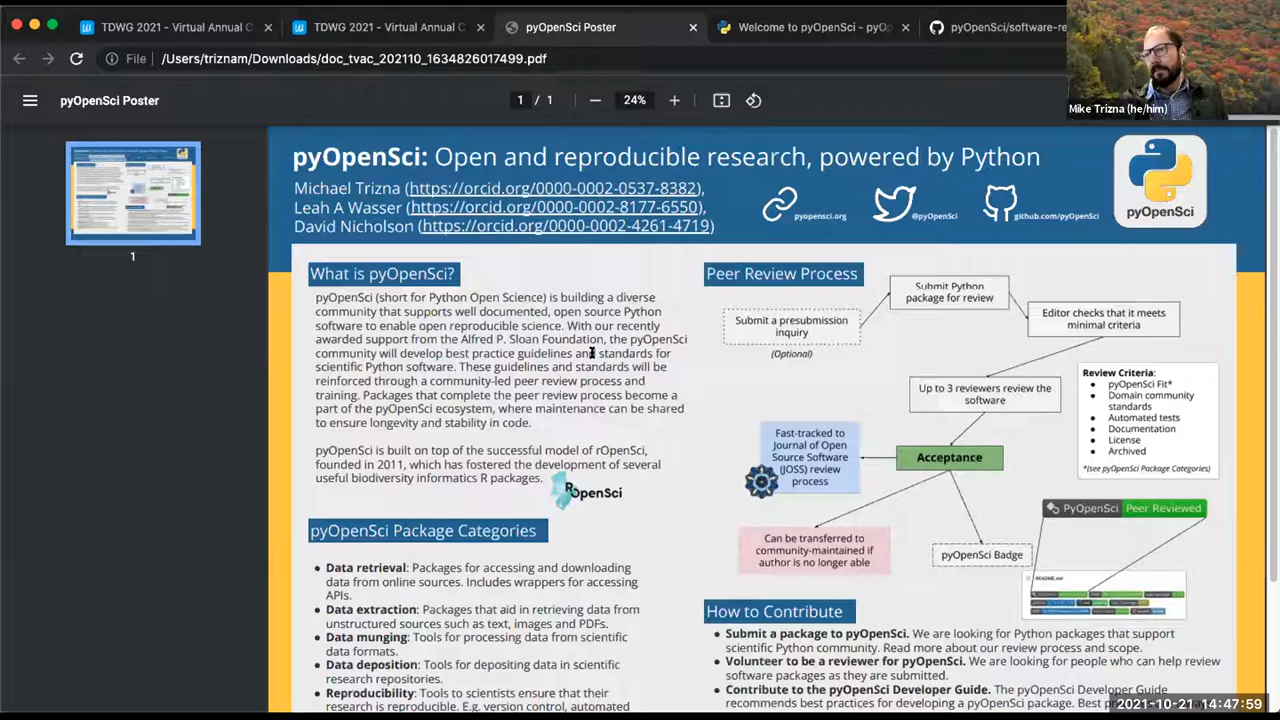 TDWG 2021 - Virtual Annual C
TDWG 2021 - Virtual Annual C
pyOpenSci Poster
Welcome to pyOpenSci - pyO
pyOpenSci/software-re
File
/Users/triznam/Downloads/doc_tvac_202110_1634826017499.pdf
Mike Trizna (he/him)
pyOpenSci Poster
1 / 1
24%
1
pyOpenSci: Open and reproducible research, powered by Python
Michael Trizna (https://orcid.org/0000-0002-0537-8382),
Leah A Wasser (https://orcid.org/0000-0002-8177-6550),
David Nicholson (https://orcid.org/0000-0002-4261-4719)
pyopensci.org
@pyOpenSci
github.com/pyOpenSci
pyOpenSci
What is pyOpenSci?
pyOpenSci (short for Python Open Science) is building a diverse
community that supports well documented, open source Python
software to enable open reproducible science. With our recently
awarded support from the Alfred P. Sloan Foundation, the pyOpenSci
community will develop best practice guidelines and standards for
scientific Python software. These guidelines and standards will be
reinforced through a community-led peer review process and
training. Packages that complete the peer review process become a
part of the pyOpenSci ecosystem, where maintenance can be shared
to ensure longevity and stability in code.
pyOpenSci is built on top of the successful model of rOpenSci,
founded in 2011, which has fostered the development of several
useful biodiversity informatics R packages.
ROpenSci
pyOpenSci Package Categories
• Data retrieval: Packages for accessing and downloading
data from online sources. Includes wrappers for accessing
APIs.
• Data extraction: Packages that aid in retrieving data from
unstructured sources such as text, images and PDFs.
• Data munging: Tools for processing data from scientific
data formats.
• Data deposition: Tools for depositing data in scientific
research repositories.
• Reproducibility: Tools to scientists ensure that their
research is reproducible. E.g. version control, automated
Peer Review Process
Submit a presubmission
inquiry
(Optional)
Submit Python
package for review
Editor checks that it meets
minimal criteria
Up to 3 reviewers review the
software
Review Criteria:
• pyOpenSci Fit*
• Domain community
standards
• Automated tests
• Documentation
• License
• Archived
*(see pyOpenSci Package Categories)
Fast-tracked to
Journal of Open
Source Software
(JOSS) review
process
Acceptance
Can be transferred to
community-maintained if
author is no longer able
pyOpenSci Badge
PyOpenSci Peer Reviewed
README.md
How to Contribute
• Submit a package to pyOpenSci. We are looking for Python packages that support
scientific Python community. Read more about our review process and scope.
• Volunteer to be a reviewer for pyOpenSci. We are looking for people who can help review
software packages as they are submitted.
• Contribute to the pyOpenSci Developer Guide. The pyOpenSci Developer Guide
recommends best practices for developing a pyOpenSci package. Best
2021-10-21 14:47:59